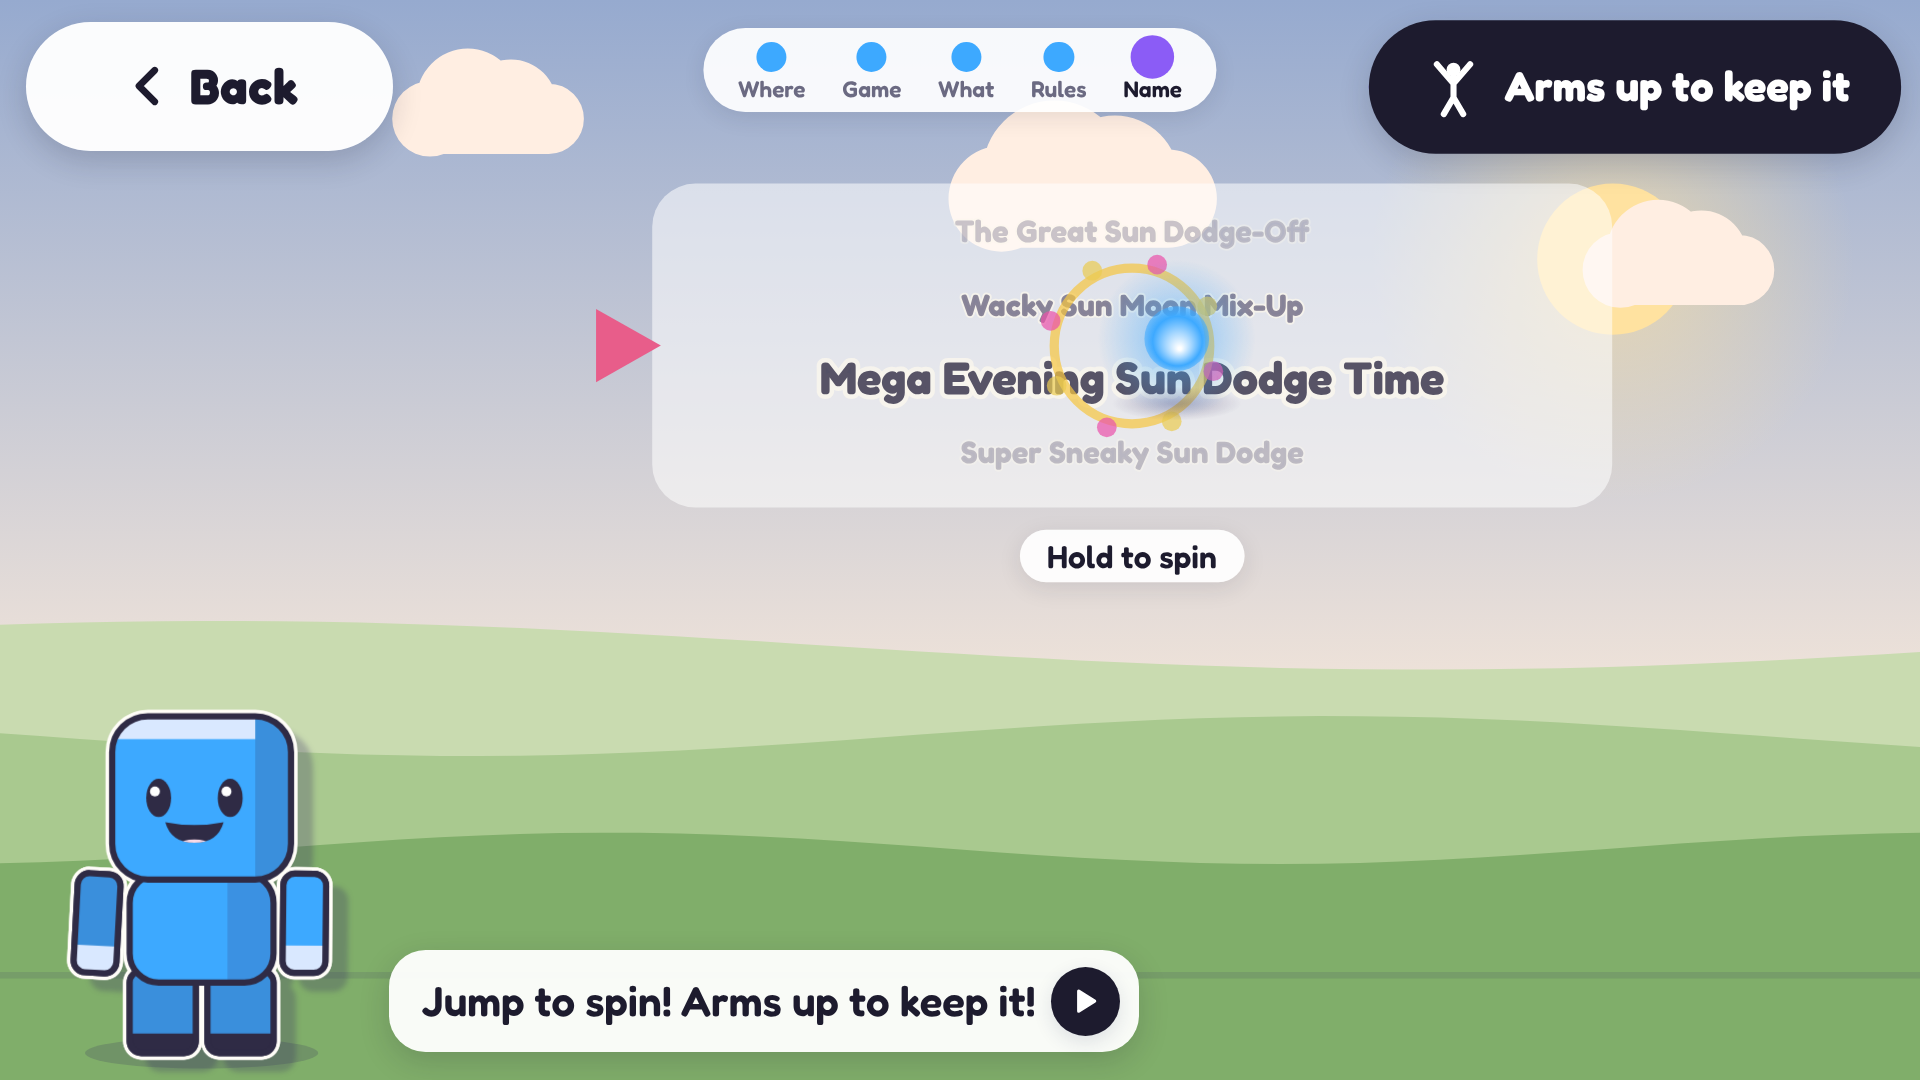 Back
Where
Game
What
Rules
Name
Arms up to keep it
The Great Sun Dodge-Off
Wacky Sun Moon Mix-Up
Mega Evening Sun Dodge Time
Super Sneaky Sun Dodge
Hold to spin
Jump to spin! Arms up to keep it!